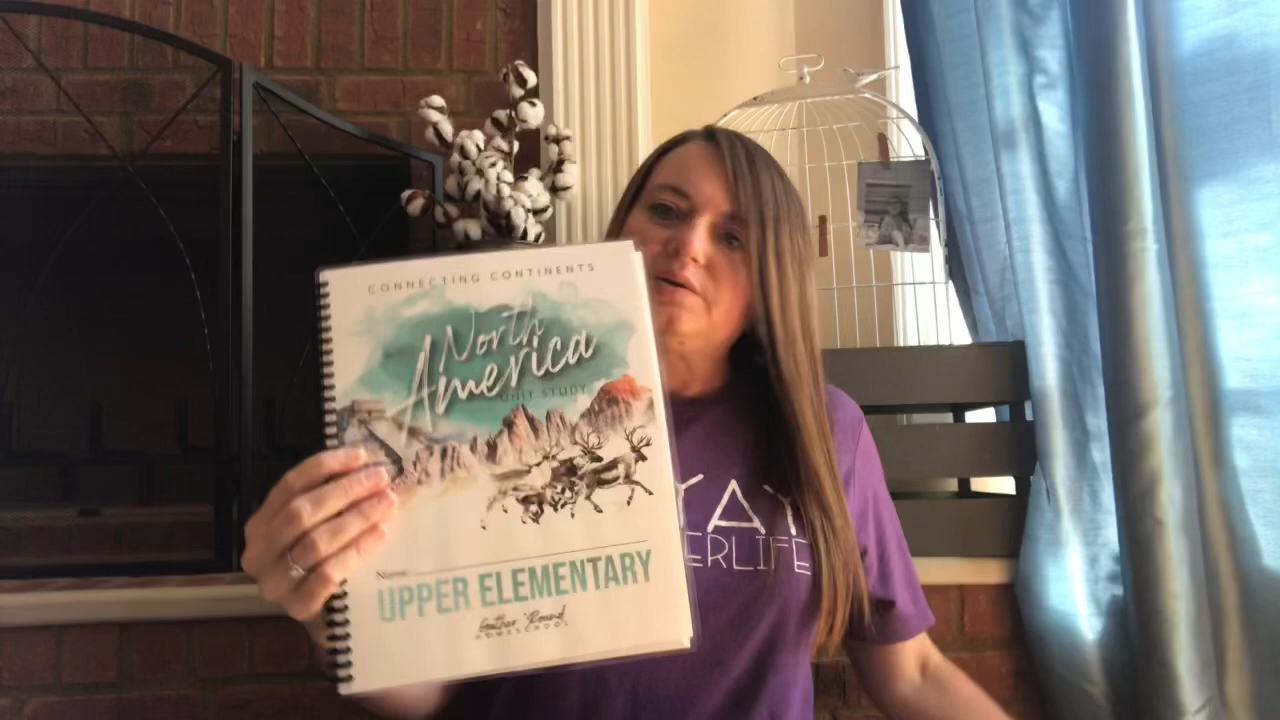 CONNECTING CONTINENTS
North
America
UNIT STUDY
Name
UPPER ELEMENTARY
Gather 'Round
HOMESCHOOL
YAY
ERLIFE